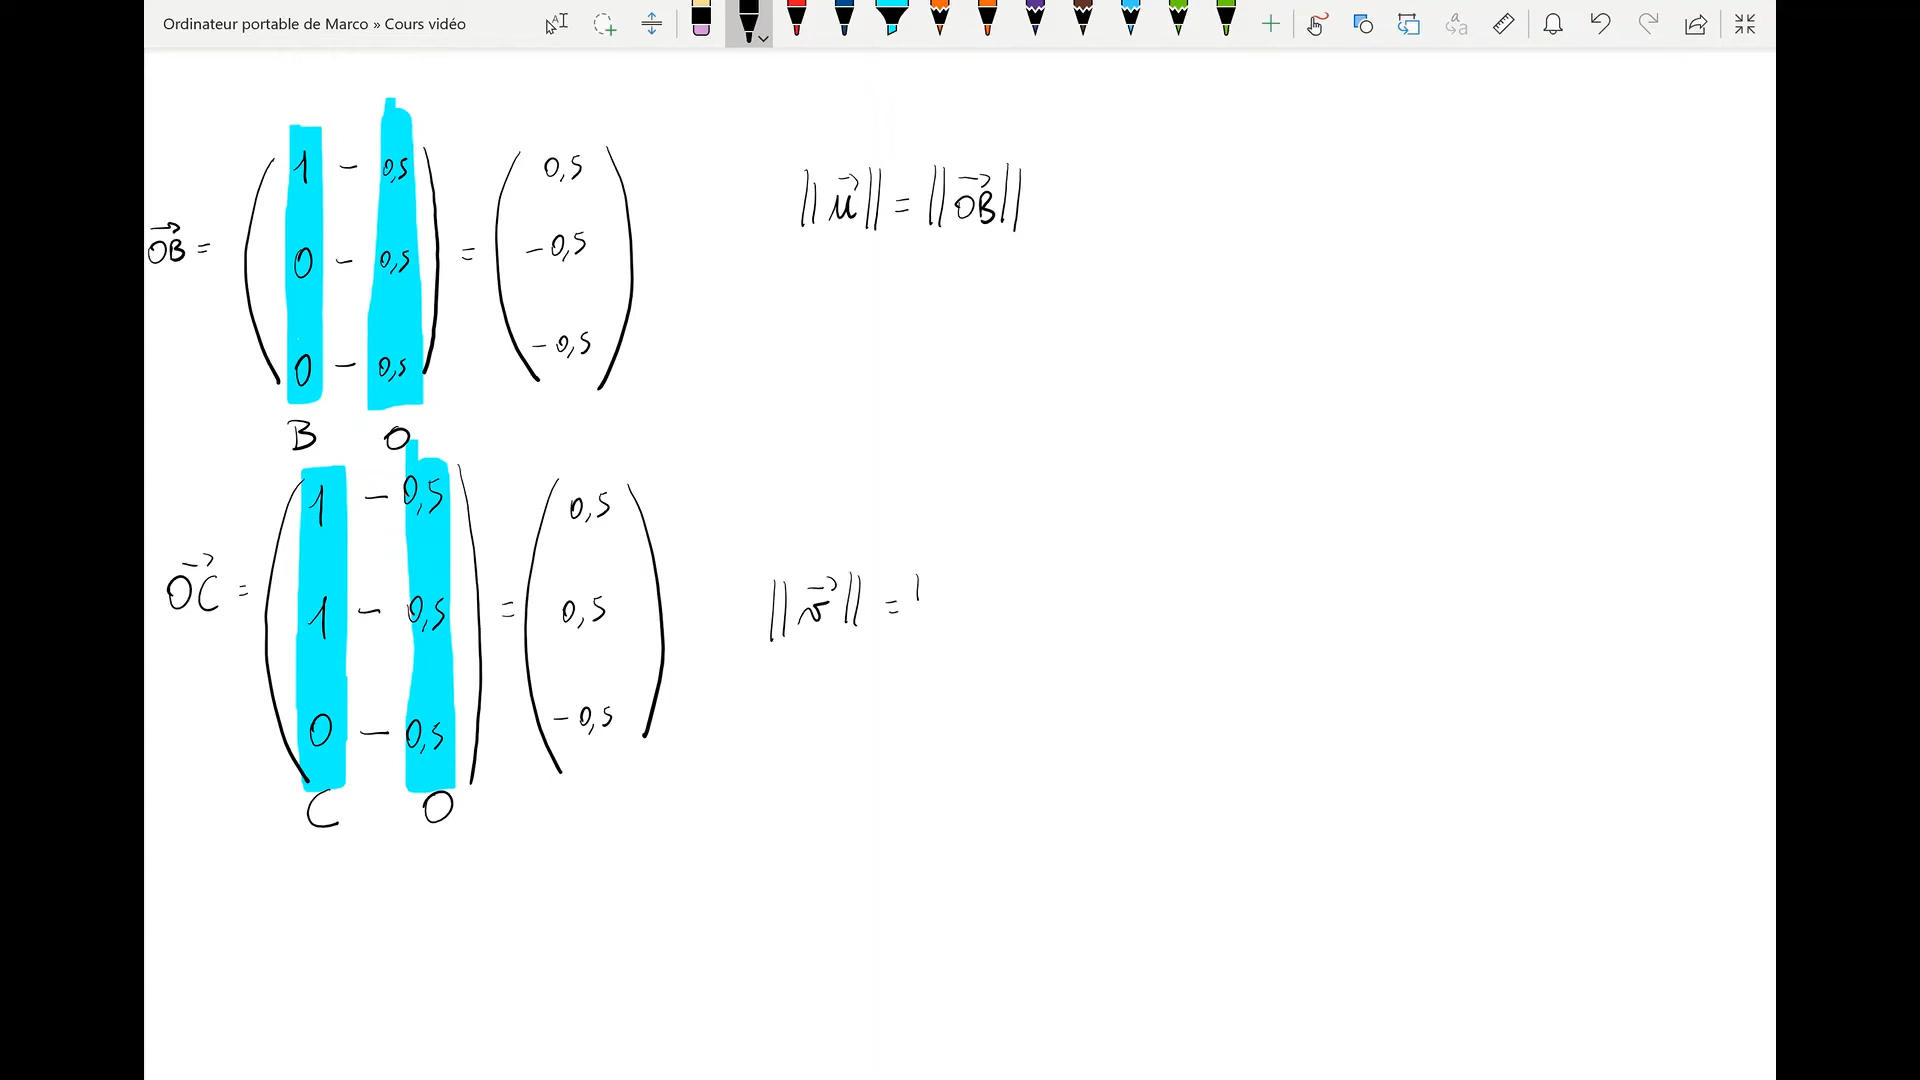 Ordinateur portable de Marco » Cours vidéo
1 - 0,5 0,5
||u⃗|| = ||OB⃗||
0 - 0,5 -0,5
OB⃗ = =
0 - 0,5 -0,5
B O
1 - 0,5 0,5
OC⃗ = 1 - 0,5 = 0,5
||v⃗|| = |
0 - 0,5 -0,5
C O